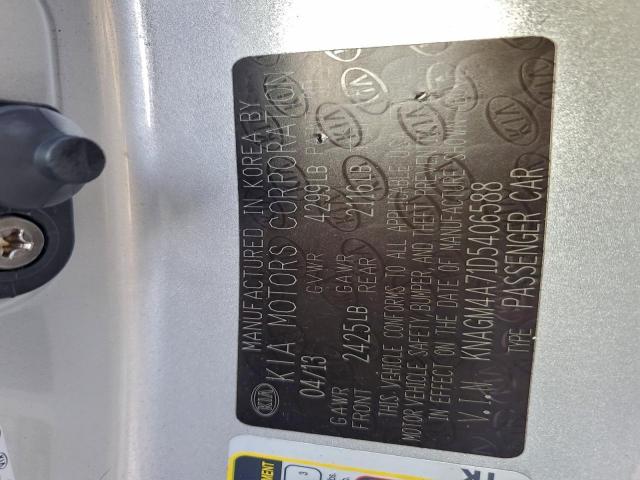 KIA MANUFACTURED IN KOREA BY
KIA MOTORS CORPORATION
04/13 GVWR 4299LB
GAWR GAWR
FRONT 2425LB REAR 2116LB
THIS VEHICLE CONFORMS TO ALL APPLICABLE
MOTOR VEHICLE SAFETY, BUMPER, AND THEFT PREVENTION
IN EFFECT ON THE DATE OF MANUFACTURE SHOWN
V.I.N KNAGM4A71D5406588
TYPE PASSENGER CAR